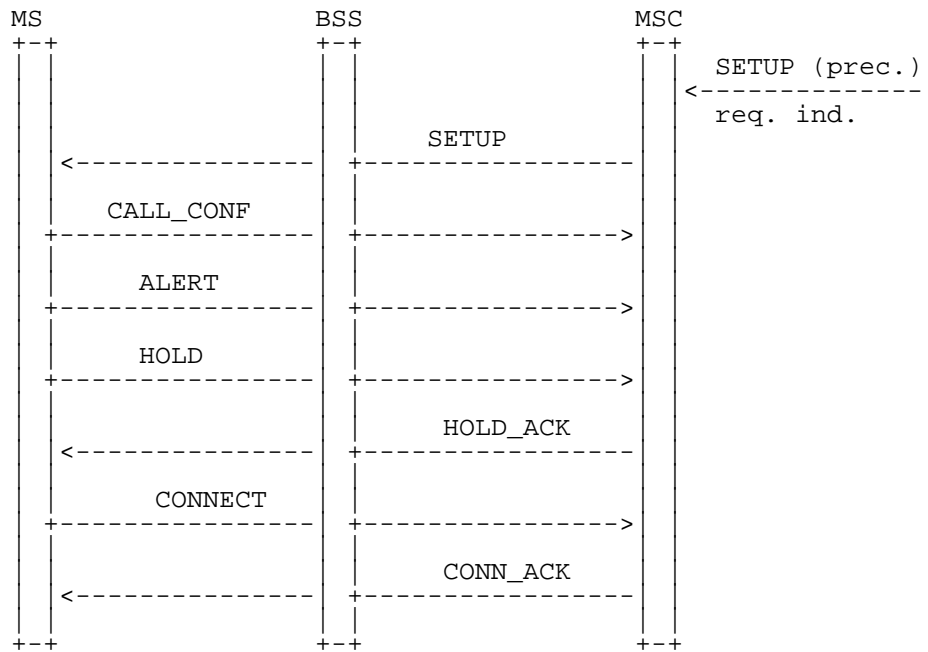 MS BSS MSC
SETUP (prec.)
req. ind.
SETUP
CALL_CONF
ALERT
HOLD
HOLD_ACK
CONNECT
CONN_ACK